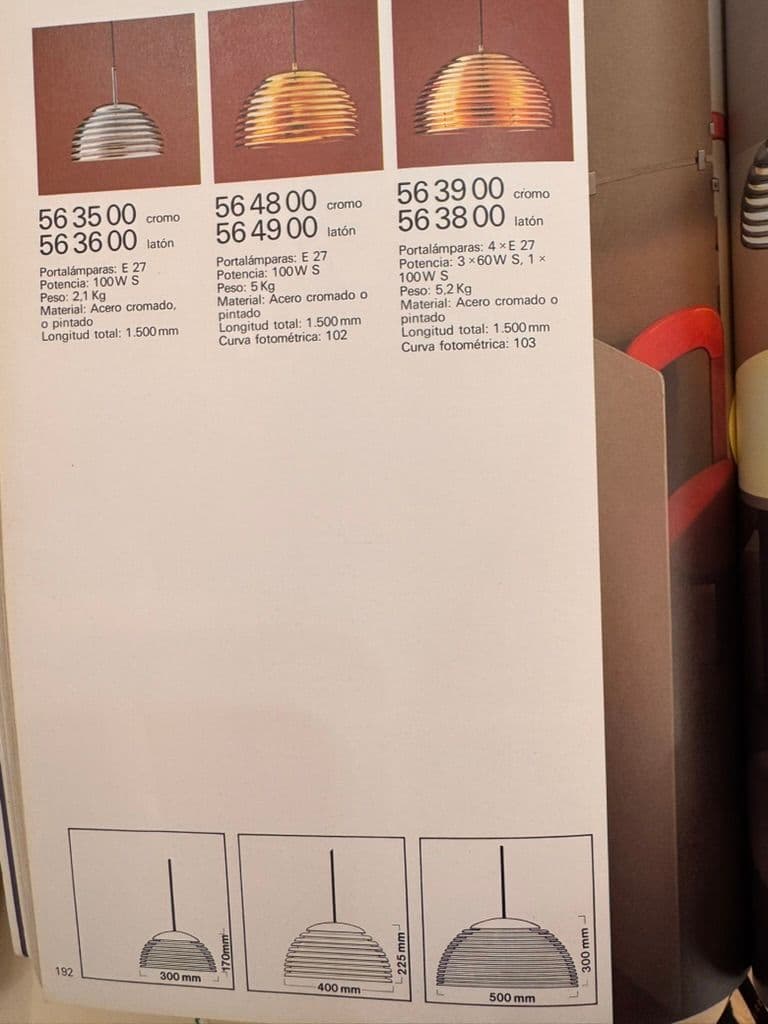 56 35 00 cromo
56 36 00 latón
Portalámparas: E 27
Potencia: 100 W S
Peso: 2,1 Kg
Material: Acero cromado,
o pintado
Longitud total: 1.500 mm
56 48 00 cromo
56 49 00 latón
Portalámparas: E 27
Potencia: 100 W S
Peso: 5 Kg
Material: Acero cromado o
pintado
Longitud total: 1.500 mm
Curva fotométrica: 102
56 39 00 cromo
56 38 00 latón
Portalámparas: 4 × E 27
Potencia: 3 × 60 W S, 1 ×
100 W S
Peso: 5,2 Kg
Material: Acero cromado o
pintado
Longitud total: 1.500 mm
Curva fotométrica: 103
170mm
300 mm
225 mm
400 mm
300 mm
500 mm
192